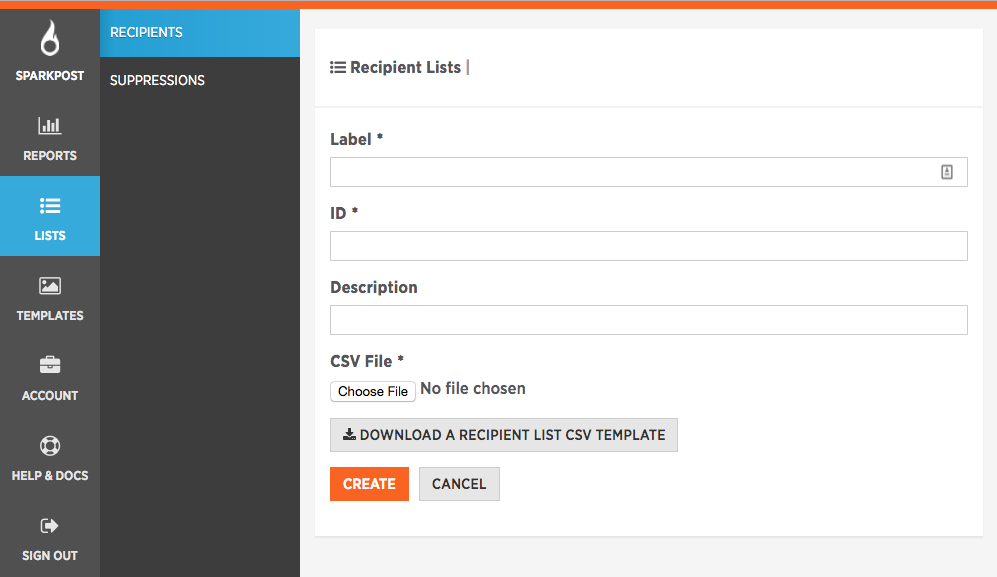 SPARKPOST
REPORTS
LISTS
TEMPLATES
ACCOUNT
HELP & DOCS
SIGN OUT
RECIPIENTS
SUPPRESSIONS
Recipient Lists |
Label *
ID *
Description
CSV File *
Choose File No file chosen
DOWNLOAD A RECIPIENT LIST CSV TEMPLATE
CREATE CANCEL